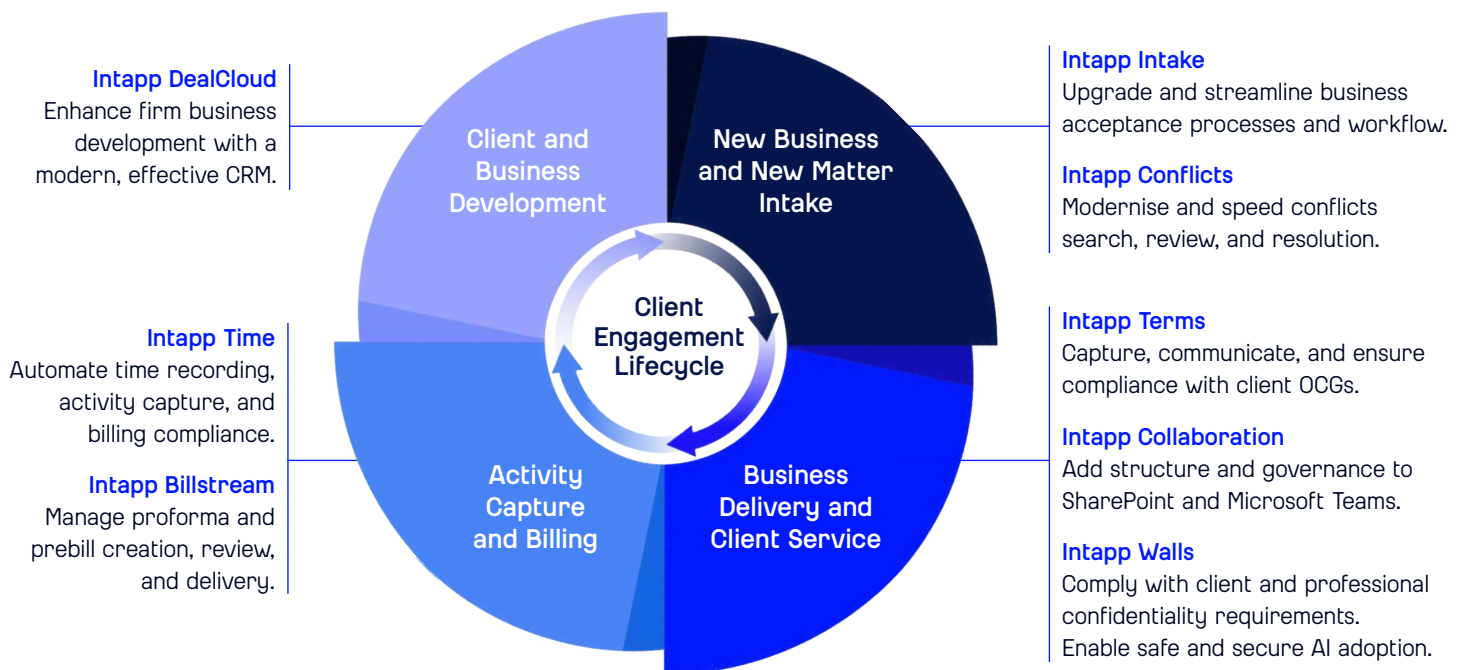 Intapp DealCloud
Enhance firm business
development with a
modern, effective CRM.
Client and
Business
Development
New Business
and New Matter
Intake
Intapp Intake
Upgrade and streamline business
acceptance processes and workflow.
Intapp Conflicts
Modernise and speed conflicts
search, review, and resolution.
Client
Engagement
Lifecycle
Intapp Time
Automate time recording,
activity capture, and
billing compliance.
Intapp Billstream
Manage proforma and
prebill creation, review,
and delivery.
Activity
Capture
and Billing
Business
Delivery and
Client Service
Intapp Terms
Capture, communicate, and ensure
compliance with client OCGs.
Intapp Collaboration
Add structure and governance to
SharePoint and Microsoft Teams.
Intapp Walls
Comply with client and professional
confidentiality requirements.
Enable safe and secure AI adoption.